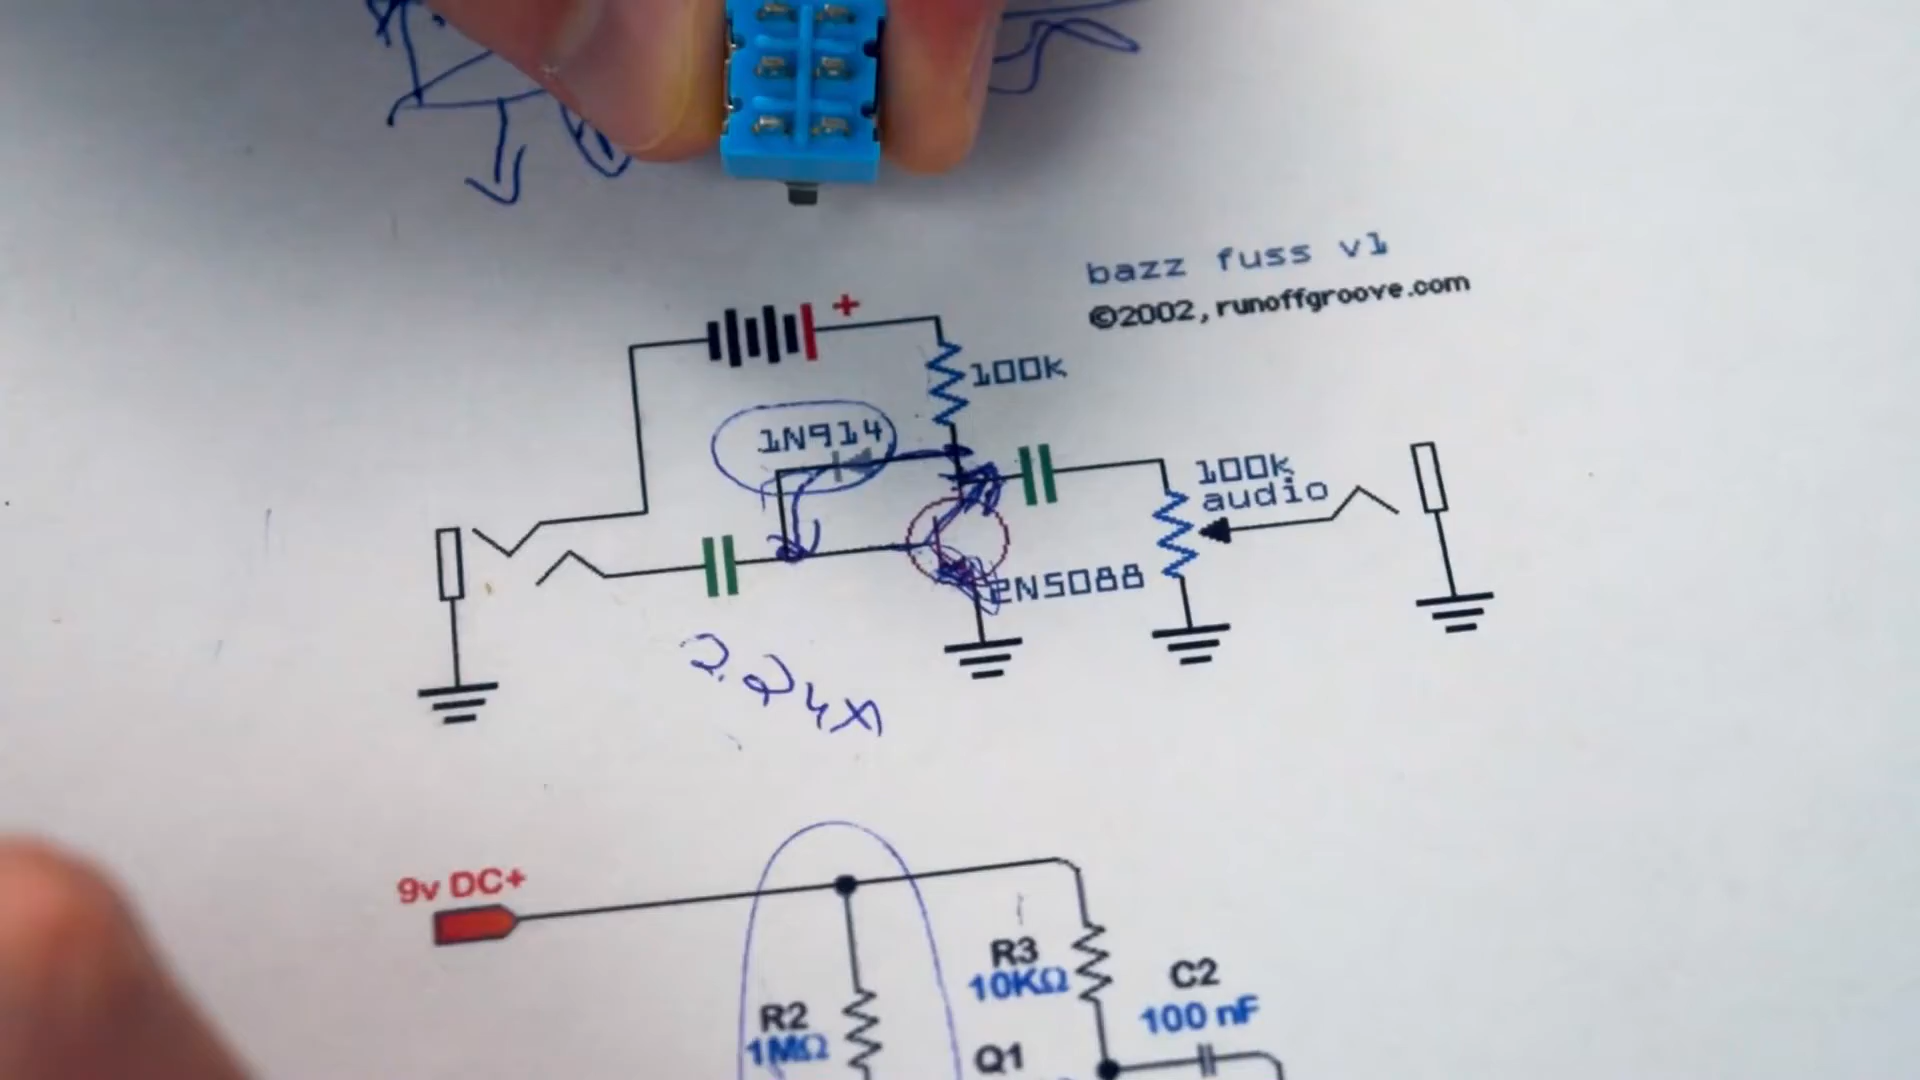 bazz fuss v1
©2002, runoffgroove.com
+
100k
1N914
100k
audio
2N5088
9v DC+
R3
10KΩ
C2
100 nF
R2
1MΩ
Q1